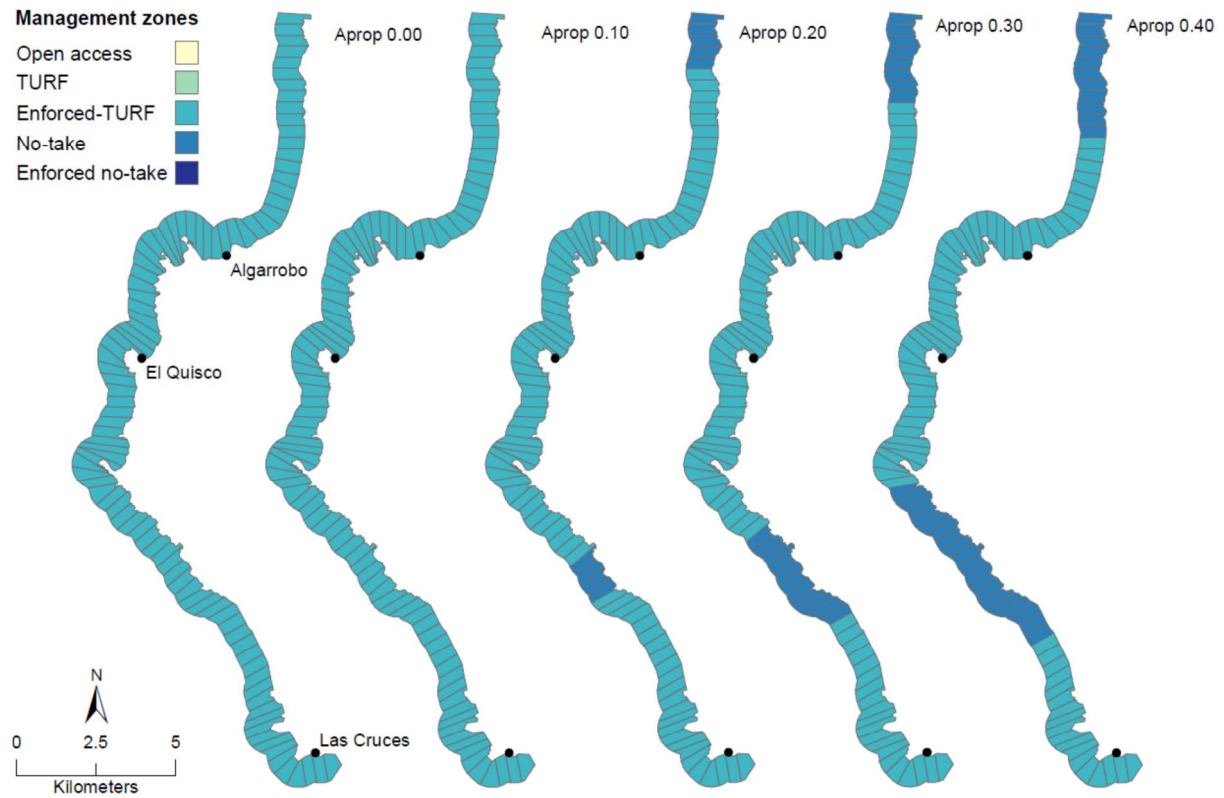 Management zones
Open access
TURF
Enforced-TURF
No-take
Enforced no-take
Aprop 0.00
Aprop 0.10
Aprop 0.20
Aprop 0.30
Aprop 0.40
Algarrobo
El Quisco
Las Cruces
N
0 2.5 5
Kilometers